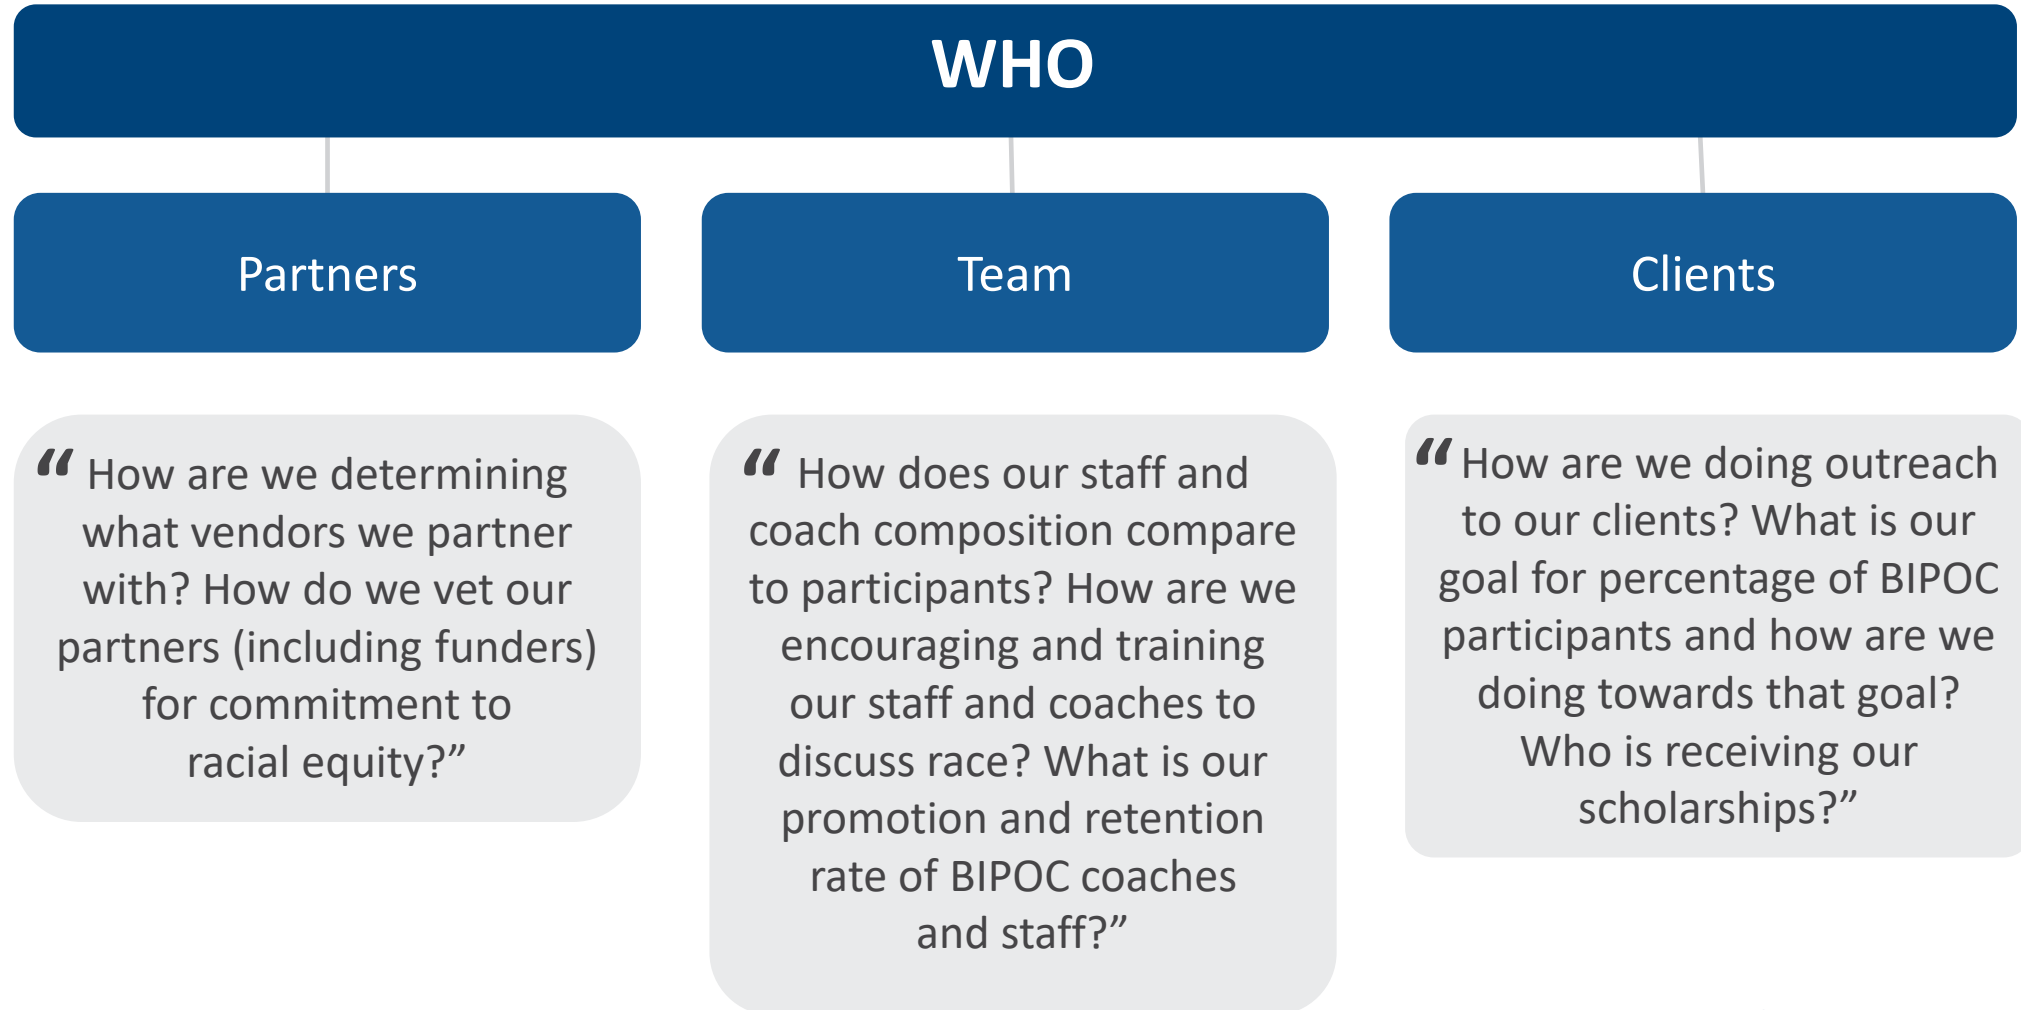 WHO
Partners
Team
Clients
“ How are we determining
what vendors we partner
with? How do we vet our
partners (including funders)
for commitment to
racial equity?”
“ How does our staff and
coach composition compare
to participants? How are we
encouraging and training
our staff and coaches to
discuss race? What is our
promotion and retention
rate of BIPOC coaches
and staff?”
“ How are we doing outreach
to our clients? What is our
goal for percentage of BIPOC
participants and how are we
doing towards that goal?
Who is receiving our
scholarships?”